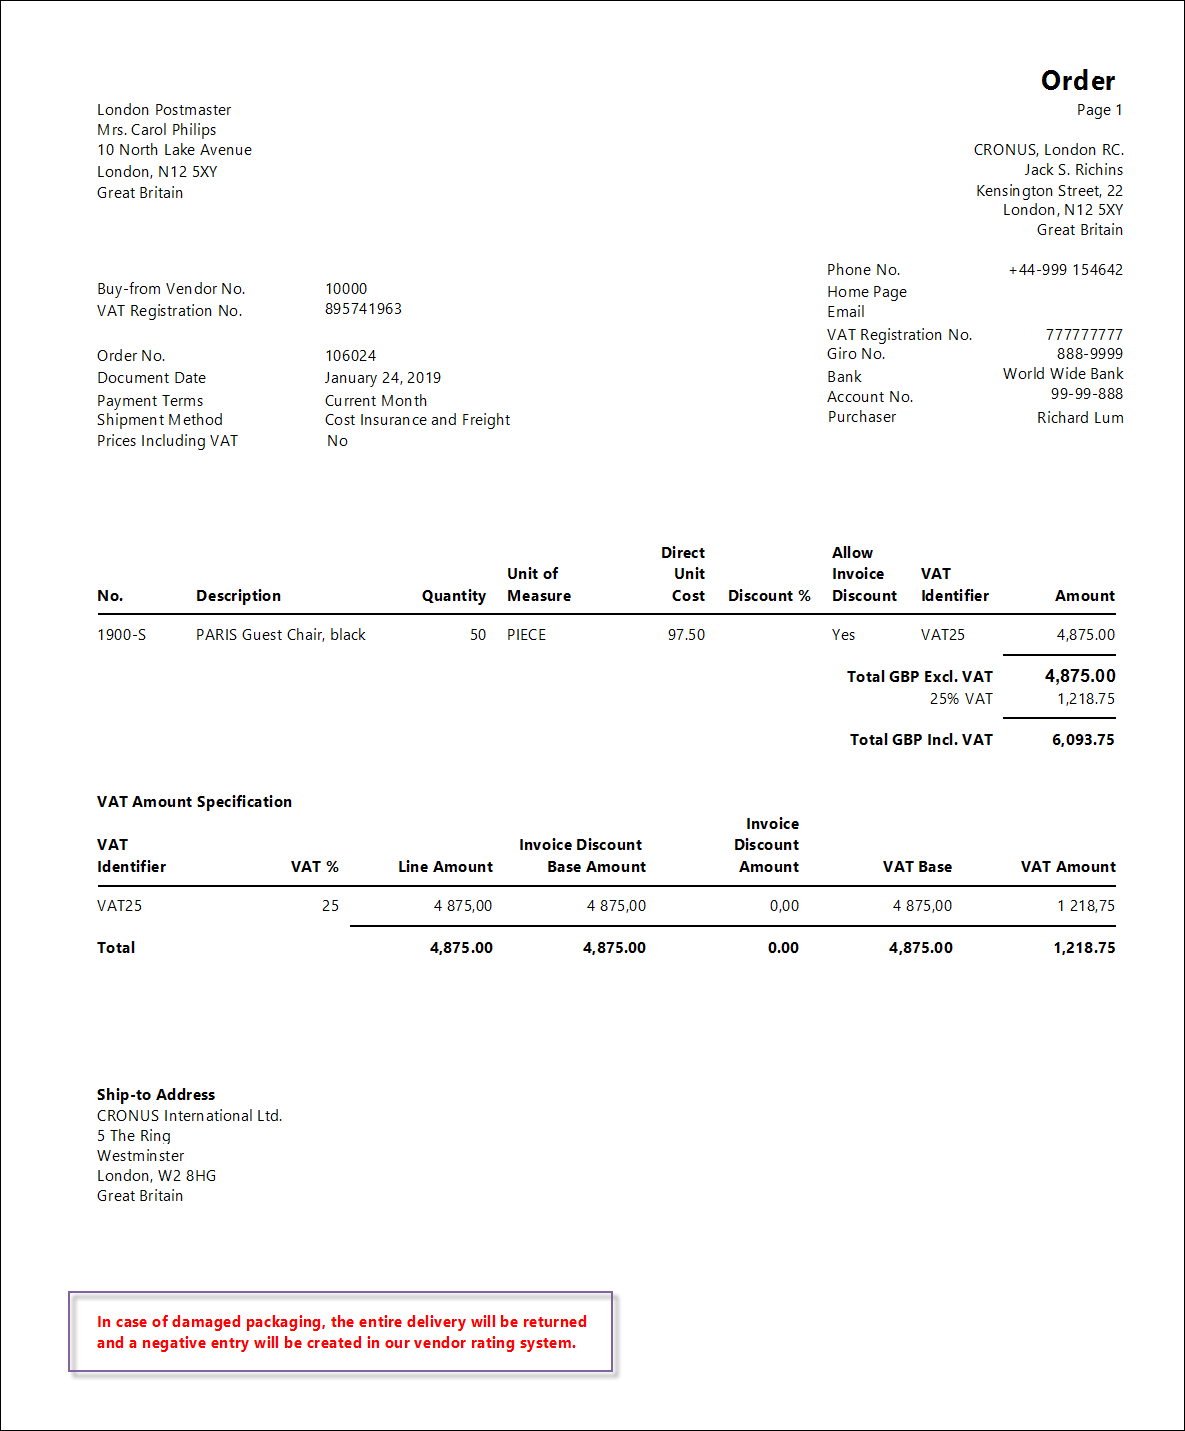 Order
Page 1
London Postmaster
Mrs. Carol Philips
10 North Lake Avenue
London, N12 5XY
Great Britain
CRONUS, London RC.
Jack S. Richins
Kensington Street, 22
London, N12 5XY
Great Britain
Buy-from Vendor No. 10000
VAT Registration No. 895741963
Order No. 106024
Document Date January 24, 2019
Payment Terms Current Month
Shipment Method Cost Insurance and Freight
Prices Including VAT No
Phone No. +44-999 154642
Home Page
Email
VAT Registration No. 777777777
Giro No. 888-9999
Bank World Wide Bank
Account No. 99-99-888
Purchaser Richard Lum
Direct Allow
Unit of Unit Invoice VAT
No. Description Quantity Measure Cost Discount % Discount Identifier Amount
1900-S PARIS Guest Chair, black 50 PIECE 97.50 Yes VAT25 4,875.00
Total GBP Excl. VAT 4,875.00
25% VAT 1,218.75
Total GBP Incl. VAT 6,093.75
VAT Amount Specification
Invoice
VAT Invoice Discount Discount
Identifier VAT % Line Amount Base Amount Amount VAT Base VAT Amount
VAT25 25 4 875,00 4 875,00 0,00 4 875,00 1 218,75
Total 4,875.00 4,875.00 0.00 4,875.00 1,218.75
Ship-to Address
CRONUS International Ltd.
5 The Ring
Westminster
London, W2 8HG
Great Britain
In case of damaged packaging, the entire delivery will be returned
and a negative entry will be created in our vendor rating system.